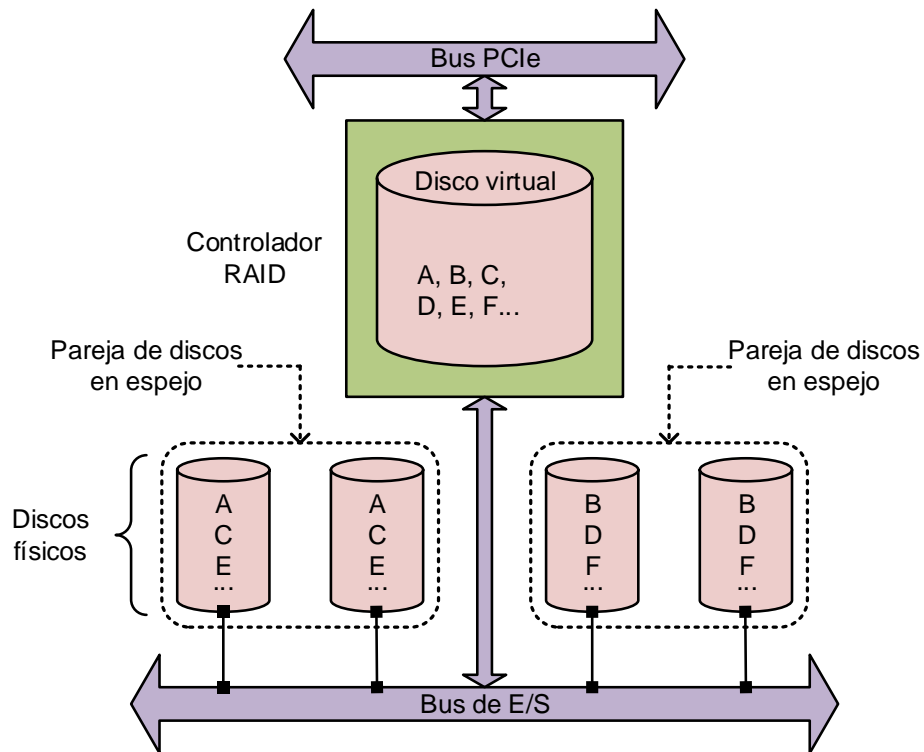 Bus PCIe
Disco virtual
A, B, C,
D, E, F...
Controlador
RAID
Pareja de discos
en espejo
Pareja de discos
en espejo
Discos
físicos
A
C
E
...
A
C
E
...
B
D
F
...
B
D
F
...
Bus de E/S